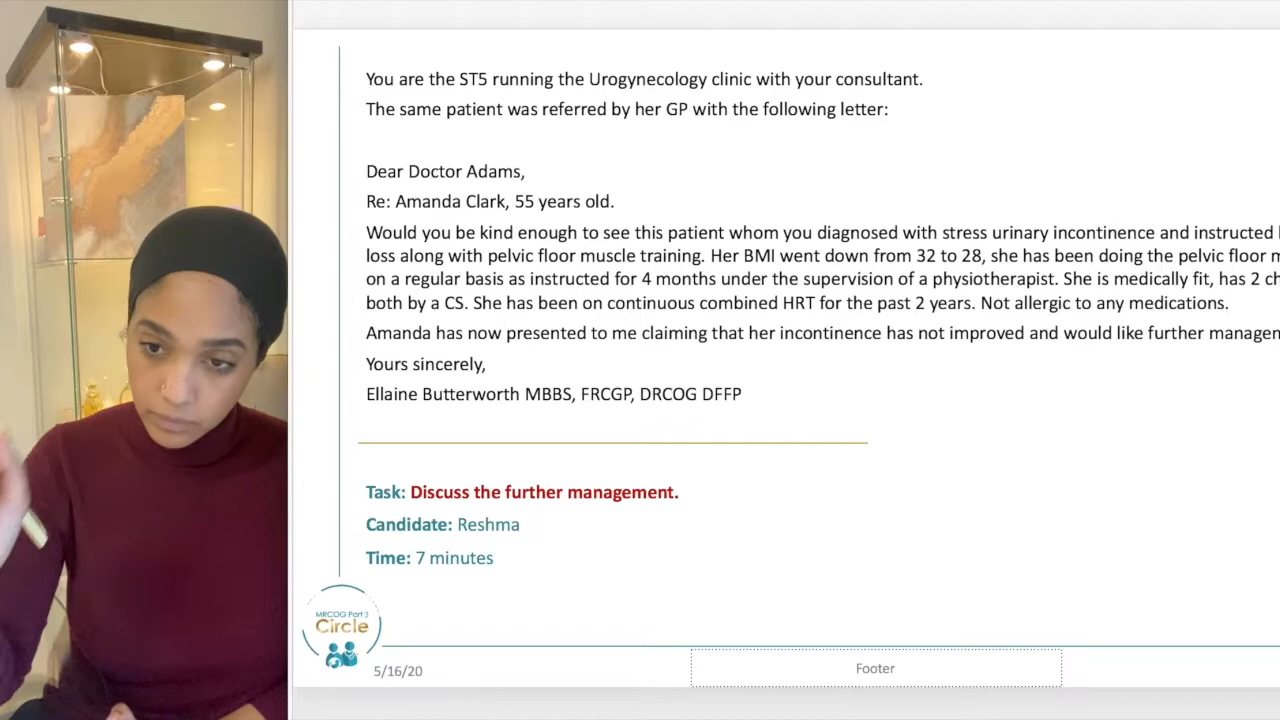 You are the ST5 running the Urogynecology clinic with your consultant.
The same patient was referred by her GP with the following letter:
Dear Doctor Adams,
Re: Amanda Clark, 55 years old.
Would you be kind enough to see this patient whom you diagnosed with stress urinary incontinence and instructed
loss along with pelvic floor muscle training. Her BMI went down from 32 to 28, she has been doing the pelvic floor
on a regular basis as instructed for 4 months under the supervision of a physiotherapist. She is medically fit, has 2
both by a CS. She has been on continuous combined HRT for the past 2 years. Not allergic to any medications.
Amanda has now presented to me claiming that her incontinence has not improved and would like further
Yours sincerely,
Ellaine Butterworth MBBS, FRCGP, DRCOG DFFP
Task: Discuss the further management.
Candidate: Reshma
Time: 7 minutes
MRCOG Part 3
Circle
5/16/20
Footer